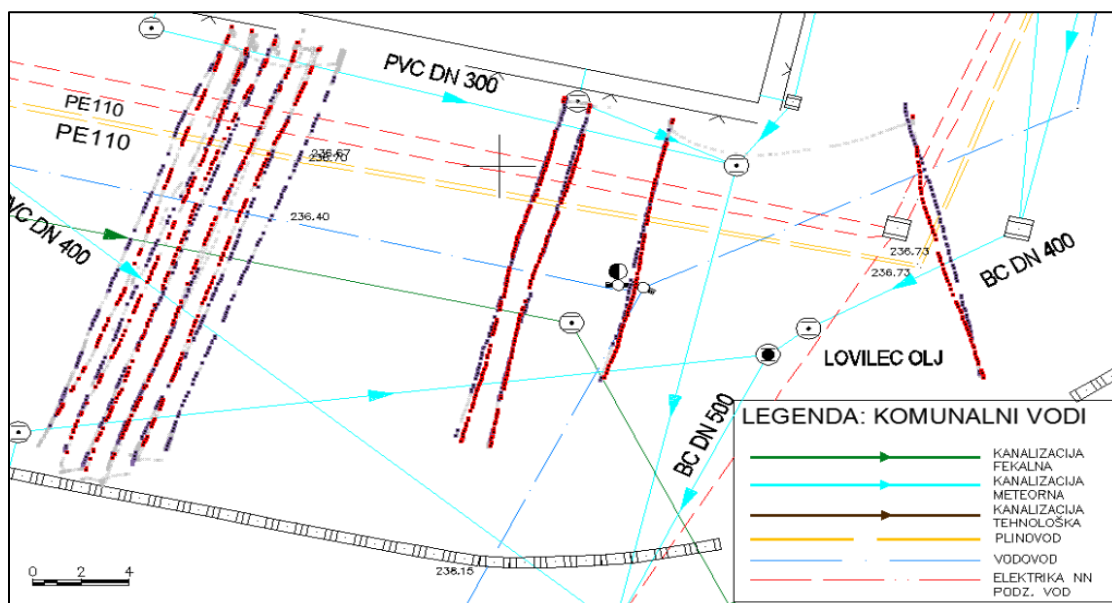 PVC DN 300
PE110
PE110
236.67
236.70
236.40
PVC DN 400
236.73
236.73
BC DN 400
LOVILEC OLJ
BC DN 500
LEGENDA: KOMUNALNI VODI
KANALIZACIJA
FEKALNA
KANALIZACIJA
METEORNA
KANALIZACIJA
TEHNOLOŠKA
PLINOVOD
VODOVOD
ELEKTRIKA NN
PODZ. VOD
0 2 4
236.15